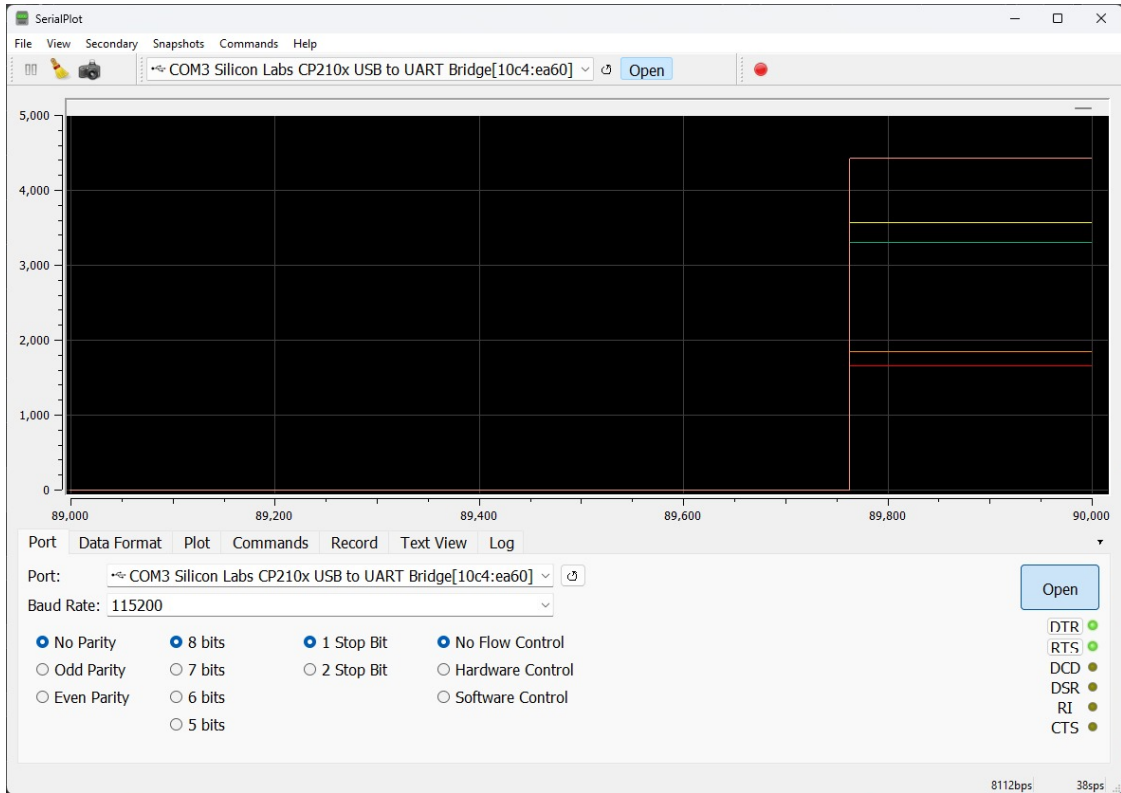 SerialPlot
File View Secondary Snapshots Commands Help
COM3 Silicon Labs CP210x USB to UART Bridge[10c4:ea60] Open
5,000
4,000
3,000
2,000
1,000
0
89,000 89,200 89,400 89,600 89,800 90,000
Port Data Format Plot Commands Record Text View Log
Port: COM3 Silicon Labs CP210x USB to UART Bridge[10c4:ea60] Open
Baud Rate: 115200
No Parity 8 bits 1 Stop Bit No Flow Control DTR
Odd Parity 7 bits 2 Stop Bit Hardware Control RTS
Even Parity 6 bits Software Control DCD
5 bits DSR
RI
CTS
8112bps 38sps